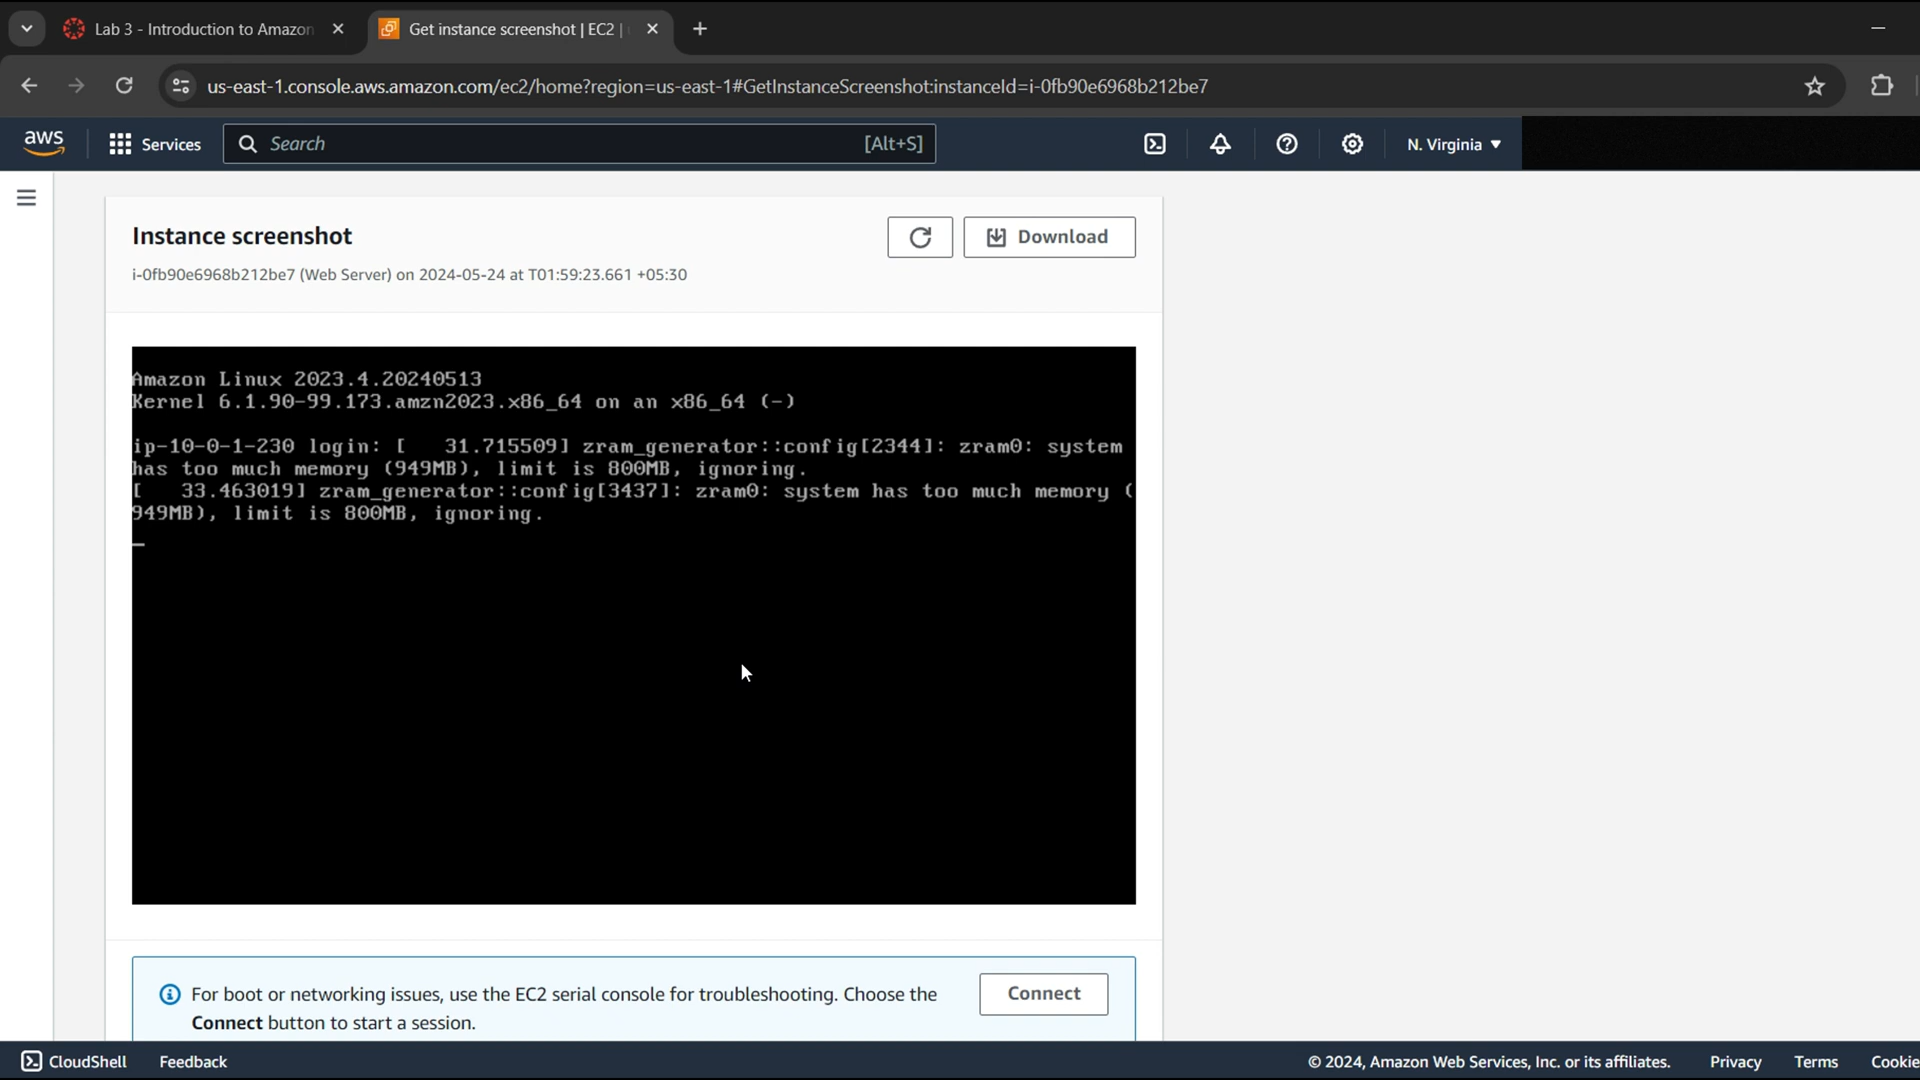 Lab 3 - Introduction to Amazon
Get instance screenshot | EC2 |
us-east-1.console.aws.amazon.com/ec2/home?region=us-east-1#GetInstanceScreenshot:instanceId=i-0fb90e6968b212be7
aws
Services
Search
[Alt+S]
N. Virginia
Instance screenshot
Download
i-0fb90e6968b212be7 (Web Server) on 2024-05-24 at T01:59:23.661 +05:30
Amazon Linux 2023.4.20240513
Kernel 6.1.90-99.173.amzn2023.x86_64 on an x86_64 (-)
ip-10-0-1-230 login: [   31.715509] zram_generator::config[2344]: zram0: system
has too much memory (949MB), limit is 800MB, ignoring.
[   33.463019] zram_generator::config[3437]: zram0: system has too much memory (
949MB), limit is 800MB, ignoring.
For boot or networking issues, use the EC2 serial console for troubleshooting. Choose the
Connect button to start a session.
Connect
CloudShell
Feedback
© 2024, Amazon Web Services, Inc. or its affiliates.
Privacy
Terms
Cookie